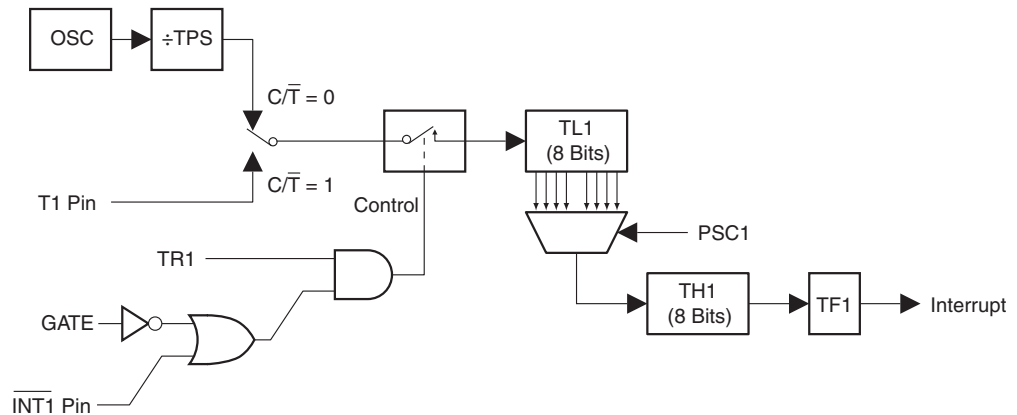 OSC
÷TPS
C/T̅ = 0
TL1
(8 Bits)
C/T̅ = 1
T1 Pin
Control
PSC1
TR1
TH1
(8 Bits)
TF1
Interrupt
GATE
I̅N̅T̅1̅ Pin